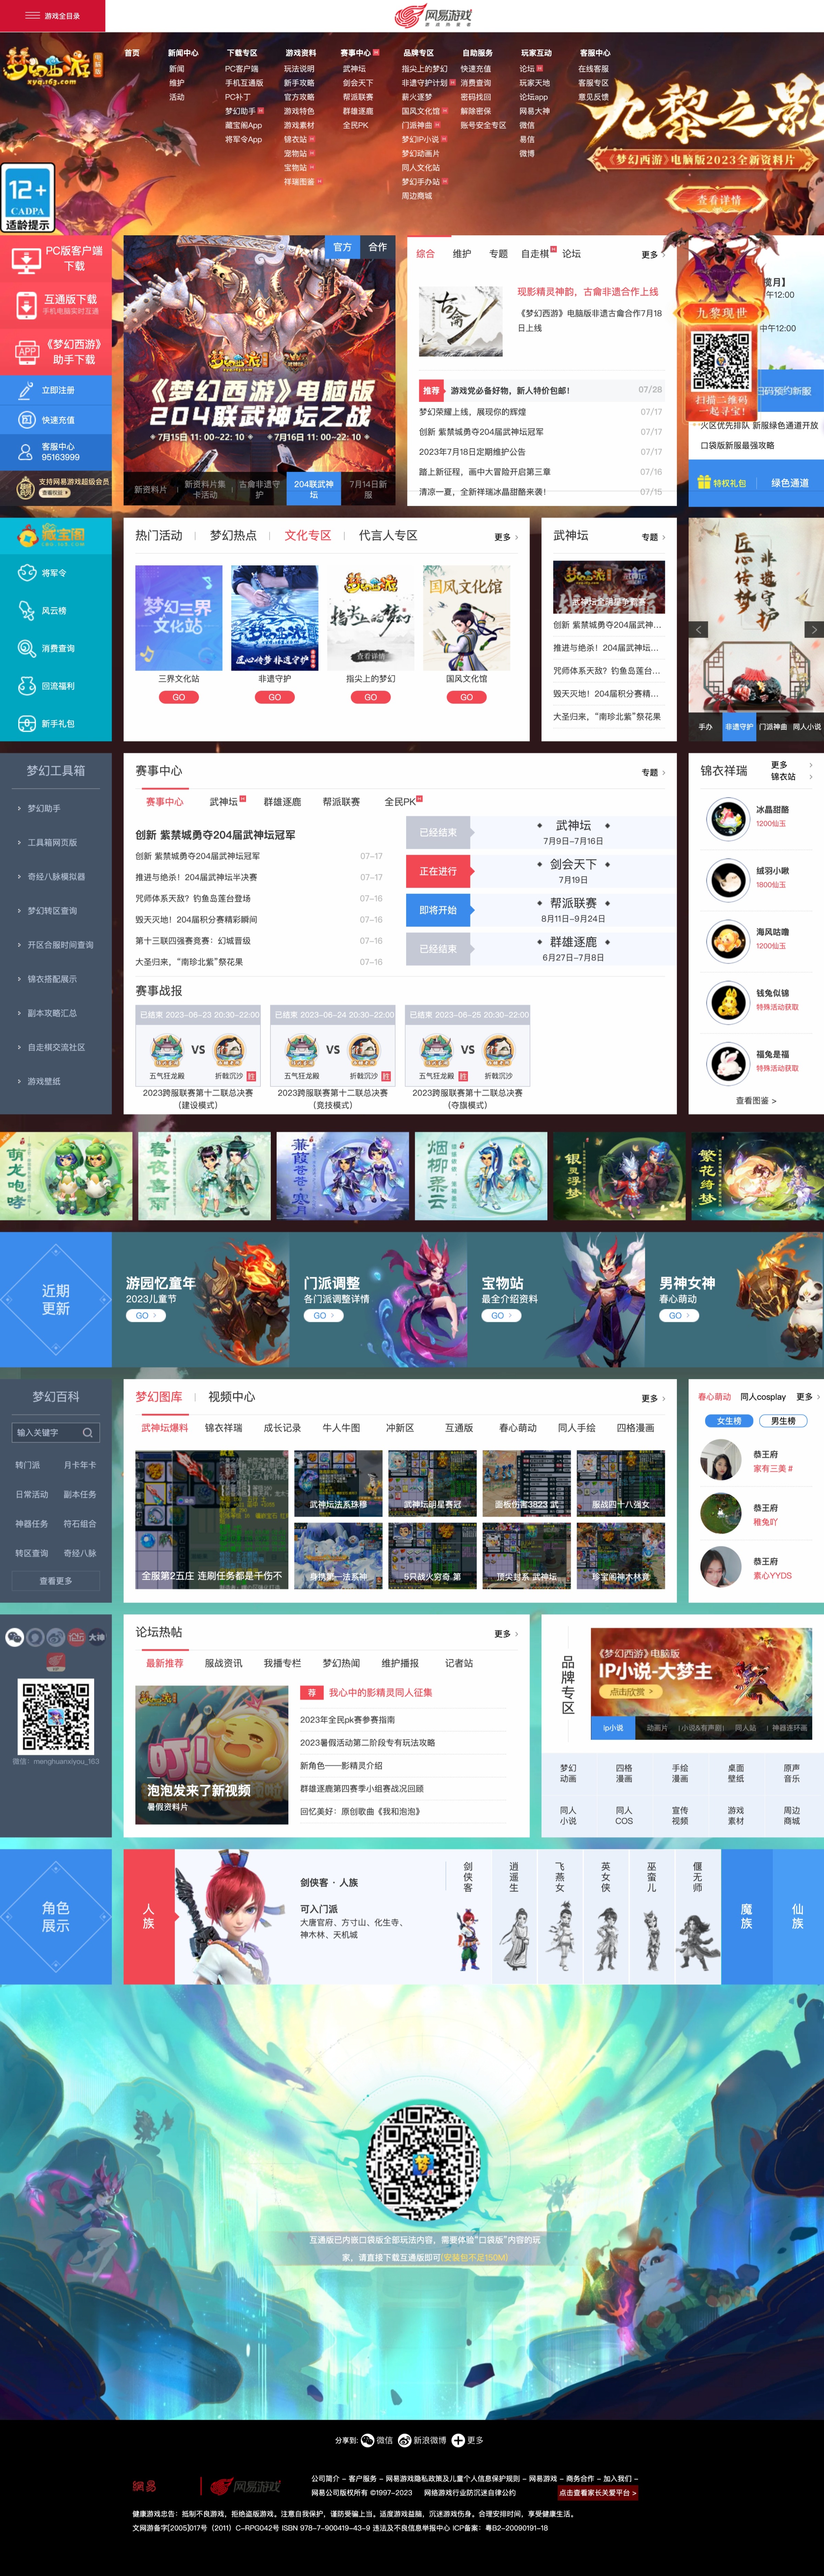 游戏全目录
网易游戏
首页
新闻中心
新闻
维护
活动
下载专区
PC客户端
手机互通版
PC补丁
梦幻助手
藏宝阁App
将军令App
游戏资料
玩法说明
新手攻略
官方攻略
游戏特色
游戏素材
锦衣站
宠物站
宝物站
祥瑞图鉴
赛事中心
武神坛
剑会天下
帮派联赛
群雄逐鹿
全民PK
品牌专区
指尖上的梦幻
非遗守护计划
薪火逐梦
国风文化馆
门派神曲
梦幻IP小说
梦幻动画片
同人文化站
梦幻手办站
周边商城
自助服务
快速充值
消费查询
密码找回
解除密保
账号安全专区
玩家互动
论坛
玩家天地
论坛app
网易大神
微信
易信
微博
客服中心
在线客服
客服专区
意见反馈
梦幻西游
xyq.163.com
12+
CADPA
适龄提示
九黎之影
《梦幻西游》电脑版2023全新资料片
查看详情
PC版客户端
下载
互通版下载
手机电脑实时互通
APP
《梦幻西游》
助手下载
立即注册
快速充值
客服中心
95163999
支持网易游戏超级会员
官方
合作
《梦幻西游》电脑版
204联武神坛之战
7月15日 11:00-22:10
7月16日 11:00-22:10
新资料片
新资料片集
卡活动
古龠非遗守
护
204联武神
坛
7月14日新
服
综合
维护
专题
自走棋
论坛
更多
古龠
现影精灵神韵，古龠非遗合作上线
《梦幻西游》电脑版非遗古龠合作7月18
日上线
推荐
游戏党必备好物，新人特价包邮！
07/28
梦幻荣耀上线，展现你的辉煌
07/17
创新 紫禁城勇夺204届武神坛冠军
07/17
2023年7月18日定期维护公告
07/17
踏上新征程，画中大冒险开启第三章
07/16
清凉一夏，全新祥瑞冰晶甜酪来袭！
07/15
揽月】
午12:00
中午12:00
九黎现世
扫描二维码
一起寻宝！
扫码预约新服
火区优先排队 新服绿色通道开放
口袋版新服最强攻略
特权礼包
绿色通道
藏宝阁
将军令
风云榜
消费查询
回流福利
新手礼包
热门活动
梦幻热点
文化专区
代言人专区
更多
梦幻三界
文化站
三界文化站
GO
匠心传梦 非遗守护
非遗守护
GO
指尖上的梦幻
查看详情
指尖上的梦幻
GO
国风文化馆
国风文化馆
GO
武神坛
专题
创新 紫禁城勇夺204届武神...
推进与绝杀！204届武神坛...
咒师体系天敌？钓鱼岛莲台...
毁天灭地！204届积分赛精...
大圣归来，“南珍北紫”祭花果
匠心传梦
非遗守护
手办
非遗守护
门派神曲
同人小说
梦幻工具箱
梦幻助手
工具箱网页版
奇经八脉模拟器
梦幻转区查询
开区合服时间查询
锦衣搭配展示
副本攻略汇总
自走棋交流社区
游戏壁纸
赛事中心
专题
赛事中心
武神坛
群雄逐鹿
帮派联赛
全民PK
创新 紫禁城勇夺204届武神坛冠军
创新 紫禁城勇夺204届武神坛冠军
07-17
推进与绝杀！204届武神坛半决赛
07-17
咒师体系天敌？钓鱼岛莲台登场
07-16
毁天灭地！204届积分赛精彩瞬间
07-16
第十三联四强赛竞赛：幻城晋级
07-16
大圣归来，“南珍北紫”祭花果
07-16
已经结束
武神坛
7月9日-7月16日
正在进行
剑会天下
7月19日
即将开始
帮派联赛
8月11日-9月24日
已经结束
群雄逐鹿
6月27日-7月8日
赛事战报
已结束 2023-06-23 20:30-22:00
VS
五气狂龙殿
折戟沉沙
胜
2023跨服联赛第十二联总决赛
（建设模式）
已结束 2023-06-24 20:30-22:00
VS
五气狂龙殿
折戟沉沙
胜
2023跨服联赛第十二联总决赛
（竞技模式）
已结束 2023-06-25 20:30-22:00
VS
五气狂龙殿
胜
折戟沉沙
2023跨服联赛第十二联总决赛
（夺旗模式）
锦衣祥瑞
更多
锦衣站
冰晶甜酪
1200仙玉
绒羽小啾
1800仙玉
海风咕噜
1200仙玉
钱兔似锦
特殊活动获取
福兔是福
特殊活动获取
查看图鉴 >
萌龙咆哮
春夜喜雨
蒹葭苍苍·寒月
烟柳柔云
银灵浮梦
繁花绮梦
近期
更新
游园忆童年
2023儿童节
GO
门派调整
各门派调整详情
GO
宝物站
最全介绍资料
GO
男神女神
春心萌动
GO
梦幻百科
输入关键字
转门派
月卡年卡
日常活动
副本任务
神器任务
符石组合
转区查询
奇经八脉
查看更多
梦幻图库
视频中心
更多
武神坛爆料
锦衣祥瑞
成长记录
牛人牛图
冲新区
互通版
春心萌动
同人手绘
四格漫画
全服第2五庄 连刷任务都是千伤不
武神坛法系珠穆
武神坛明星赛冠
面板伤害3823 武
服战四十八强女
身携第一法系神
5只战火穷奇 第
顶尖封系 武神坛
珍宝阁神木林竞
春心萌动
同人cosplay
更多
女生榜
男生榜
恭王府
家有三美 #
恭王府
稚兔吖
恭王府
素心YYDS
论坛
大神
微信：menghuanxiyou_163
论坛热帖
更多
最新推荐
服战资讯
我播专栏
梦幻热闻
维护播报
记者站
叮!
泡泡发来了新视频
暑假资料片
荐
我心中的影精灵同人征集
2023年全民pk赛参赛指南
2023暑假活动第二阶段专有玩法攻略
新角色——影精灵介绍
群雄逐鹿第四赛季小组赛战况回顾
回忆美好：原创歌曲《我和泡泡》
品牌专区
《梦幻西游》电脑版
IP小说-大梦主
点击欣赏 >
ip小说
动画片
（小说&有声剧）
同人站
神器连环画
梦幻
动画
四格
漫画
手绘
漫画
桌面
壁纸
原声
音乐
同人
小说
同人
COS
宣传
视频
游戏
素材
周边
商城
角色
展示
人族
剑侠客 · 人族
可入门派
大唐官府、方寸山、化生寺、
神木林、天机城
剑侠客
逍遥生
飞燕女
英女侠
巫蛮儿
偃无师
魔族
仙族
互通版已内嵌口袋版全部玩法内容，需要体验“口袋版”内容的玩
家，请直接下载互通版即可(安装包不足150M)
分享到:
微信
新浪微博
更多
網易
网易游戏
公司简介 - 客户服务 - 网易游戏隐私政策及儿童个人信息保护规则 - 网易游戏 - 商务合作 - 加入我们 -
网易公司版权所有 ©1997-2023
网络游戏行业防沉迷自律公约
点击查看家长关爱平台 >
健康游戏忠告：抵制不良游戏，拒绝盗版游戏。注意自我保护，谨防受骗上当。适度游戏益脑，沉迷游戏伤身。合理安排时间，享受健康生活。
文网游备字[2005]017号（2011）C-RPG042号 ISBN 978-7-900419-43-9 违法及不良信息举报中心 ICP备案：粤B2-20090191-18